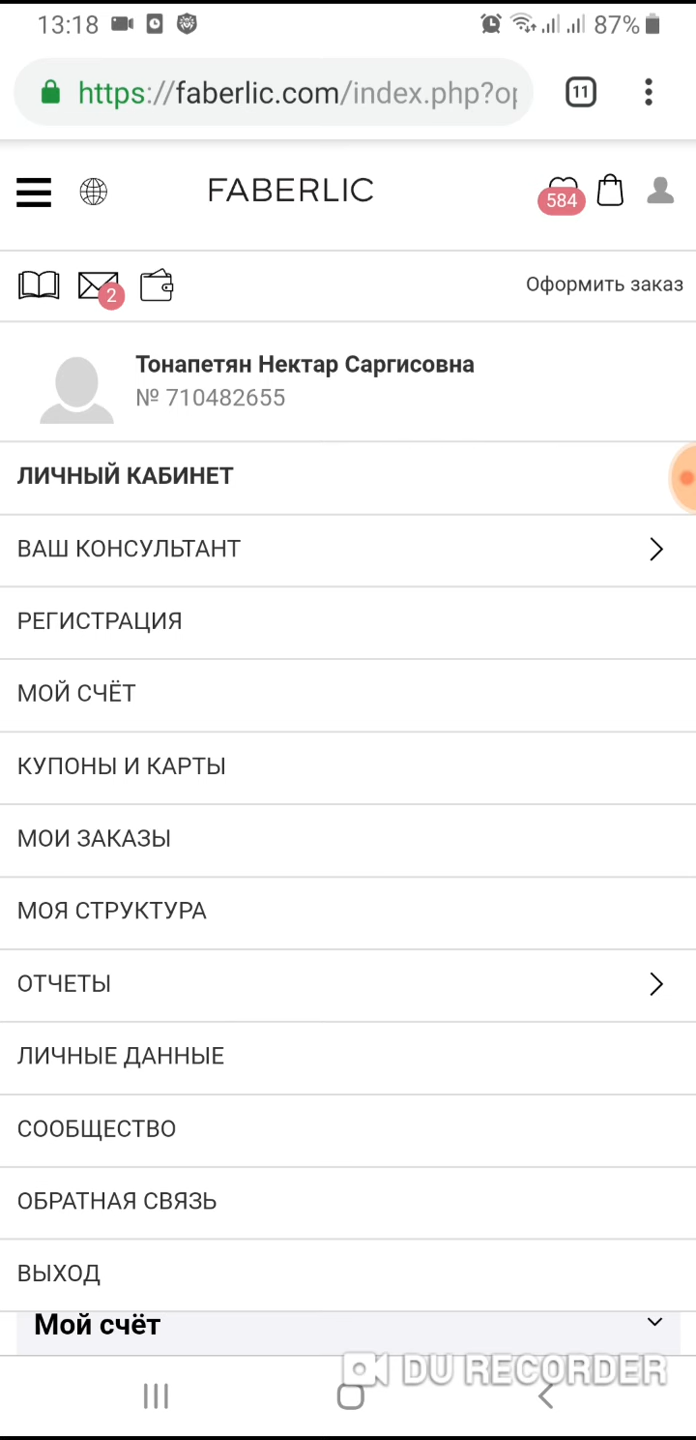 13:18
87%
https://faberlic.com/index.php?op
11
FABERLIC
584
2
Оформить заказ
Тонапетян Нектар Саргисовна
№ 710482655
ЛИЧНЫЙ КАБИНЕТ
ВАШ КОНСУЛЬТАНТ
РЕГИСТРАЦИЯ
МОЙ СЧЁТ
КУПОНЫ И КАРТЫ
МОИ ЗАКАЗЫ
МОЯ СТРУКТУРА
ОТЧЕТЫ
ЛИЧНЫЕ ДАННЫЕ
СООБЩЕСТВО
ОБРАТНАЯ СВЯЗЬ
ВЫХОД
Мой счёт
DU RECORDER